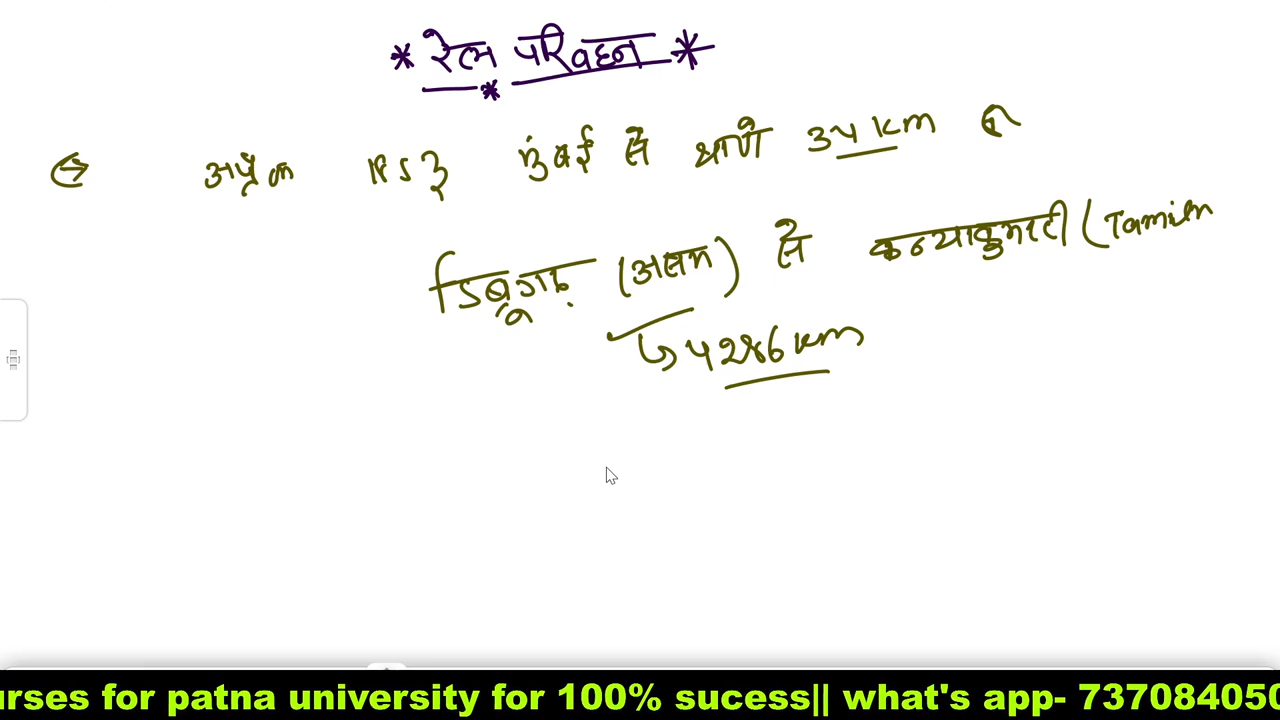 * रेल परिवहन *
*
⇒ अप्रैल 1853 मुंबई से थाणे 34 km
डिब्रूगढ़ (असम) से कन्याकुमारी (Tamiln
↳ 4286 km
urses for patna university for 100% sucess|| what's app- 737084050